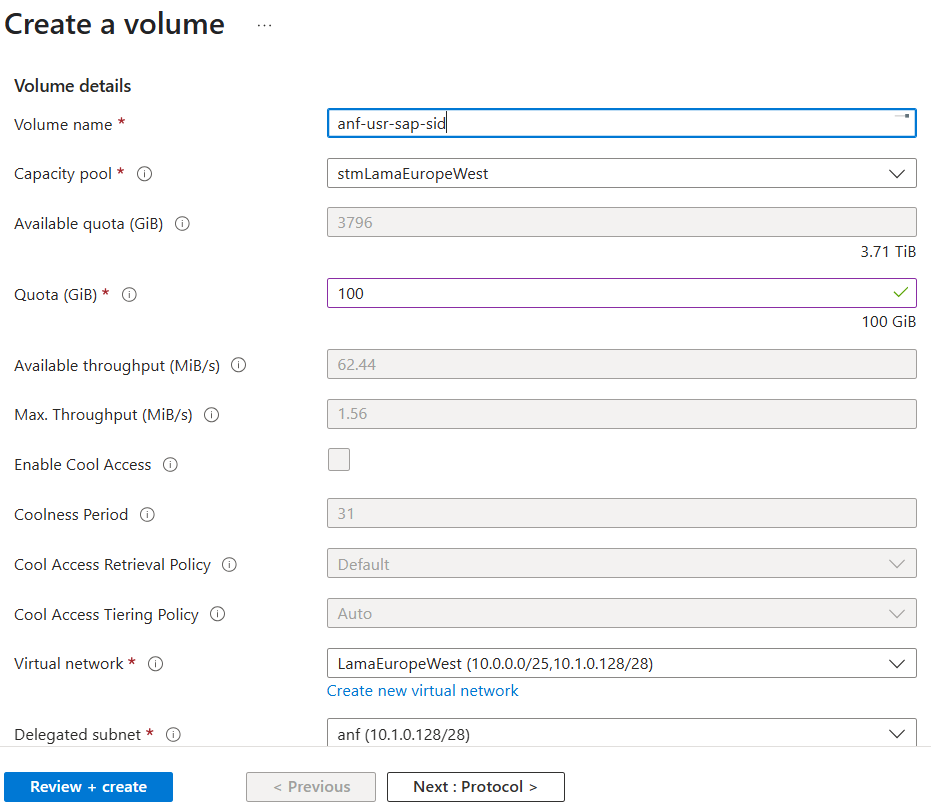 Create a volume ...
Volume details
Volume name * anf-usr-sap-sid
Capacity pool * stmLamaEuropeWest
Available quota (GiB) 3796
3.71 TiB
Quota (GiB) * 100
100 GiB
Available throughput (MiB/s) 62.44
Max. Throughput (MiB/s) 1.56
Enable Cool Access
Coolness Period 31
Cool Access Retrieval Policy Default
Cool Access Tiering Policy Auto
Virtual network * LamaEuropeWest (10.0.0.0/25,10.1.0.128/28)
Create new virtual network
Delegated subnet * anf (10.1.0.128/28)
Review + create < Previous Next : Protocol >